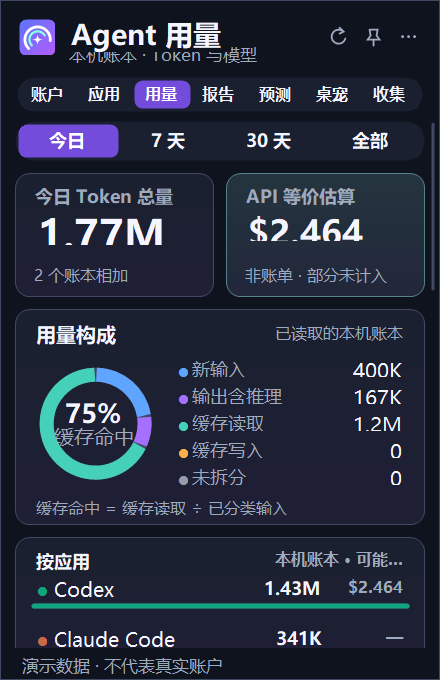 Agent 用量
本机账本 · Token 与模型
账户 应用 用量 报告 预测 桌宠 收集
今日 7 天 30 天 全部
今日 Token 总量 API 等价估算
1.77M $2.464
2 个账本相加 非账单 · 部分未计入
用量构成 已读取的本机账本
新输入 400K
75% 输出含推理 167K
缓存命中 缓存读取 1.2M
缓存写入 0
未拆分 0
缓存命中 = 缓存读取 ÷ 已分类输入
按应用 本机账本 • 可能...
Codex 1.43M $2.464
Claude Code 341K —
演示数据 · 不代表真实账户